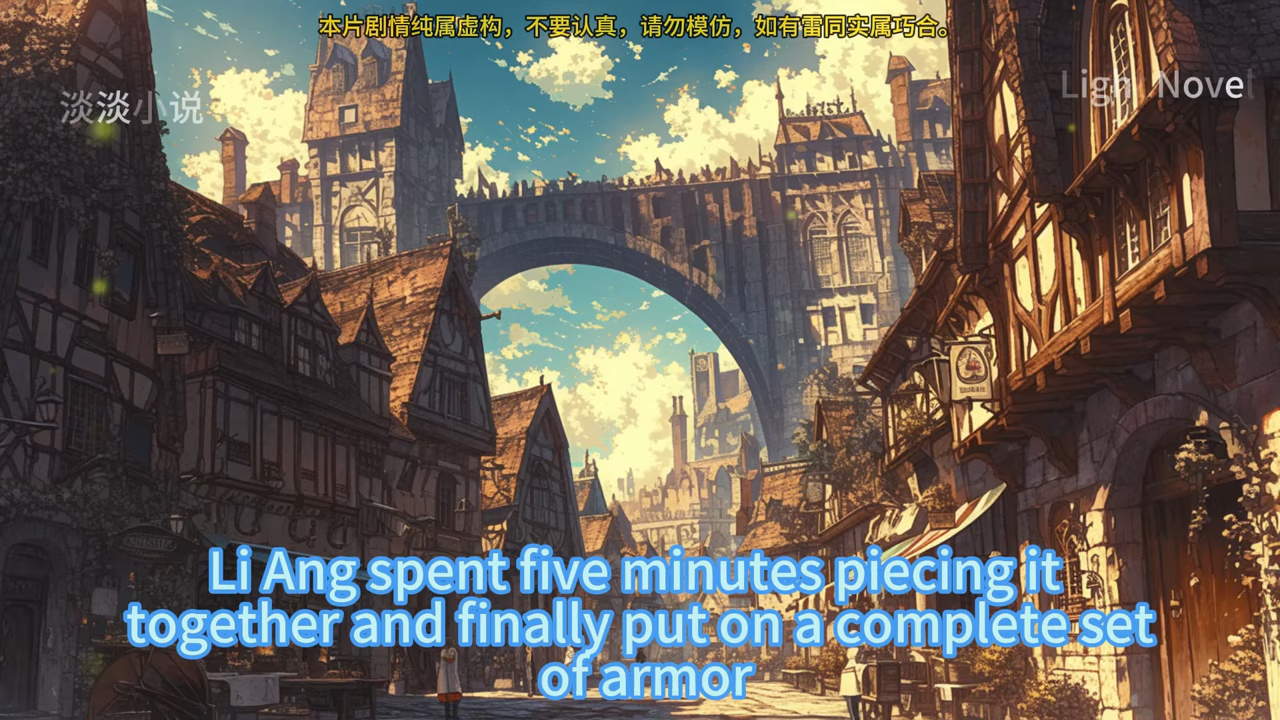 本片剧情纯属虚构，不要认真，请勿模仿，如有雷同实属巧合。
淡淡小说
Light Novel
Li Ang spent five minutes piecing it
together and finally put on a complete set
of armor